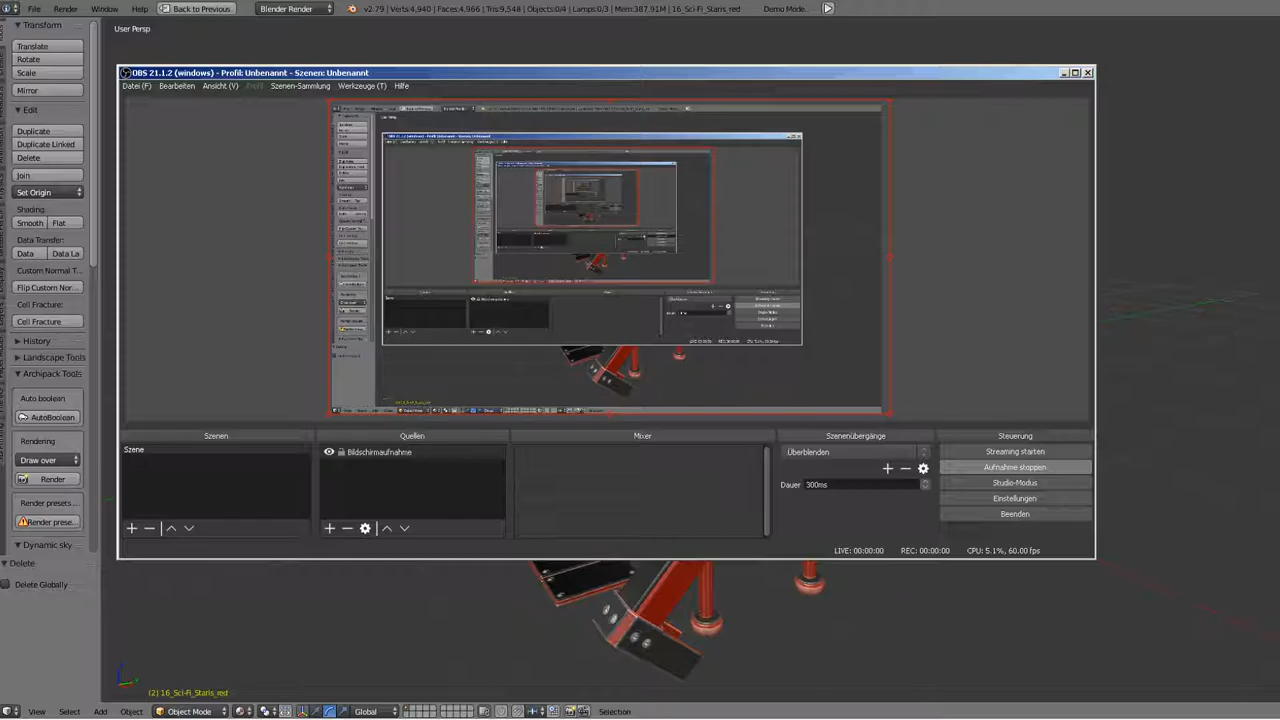 File Render Window Help Back to Previous Blender Render v2.79 | Verts:4,940 | Faces:4,966 | Tris:9,548 | Objects:0/4 | Lamps:0/3 | Mem:387.91M | 16_Sci-Fi_Stairs_red Demo Mode..
Transform
User Persp
Translate
Rotate
Scale
Mirror
Edit
Duplicate
Duplicate Linked
Delete
Join
Set Origin
Shading:
Smooth Flat
Data Transfer:
Data Data La
Custom Normal T...
Flip Custom Nor...
Cell Fracture:
Cell Fracture
History
Landscape Tools
Archipack Tools
Auto boolean
AutoBoolean
Rendering
Draw over
Render
Render presets...
Render prese...
Dynamic sky
Delete
Delete Globally
OBS 21.1.2 (windows) - Profil: Unbenannt - Szenen: Unbenannt
Datei (F) Bearbeiten Ansicht (V) Profil Szenen-Sammlung Werkzeuge (T) Hilfe
Szenen Quellen Mixer Szenenübergänge Steuerung
Szene
Bildschirmaufnahme
Überblenden
Dauer 300ms
Streaming starten
Aufnahme stoppen
Studio-Modus
Einstellungen
Beenden
LIVE: 00:00:00 REC: 00:00:00 CPU: 5.1%, 60.00 fps
(2) 16_Sci-Fi_Stairs_red
View Select Add Object Object Mode Global Selection